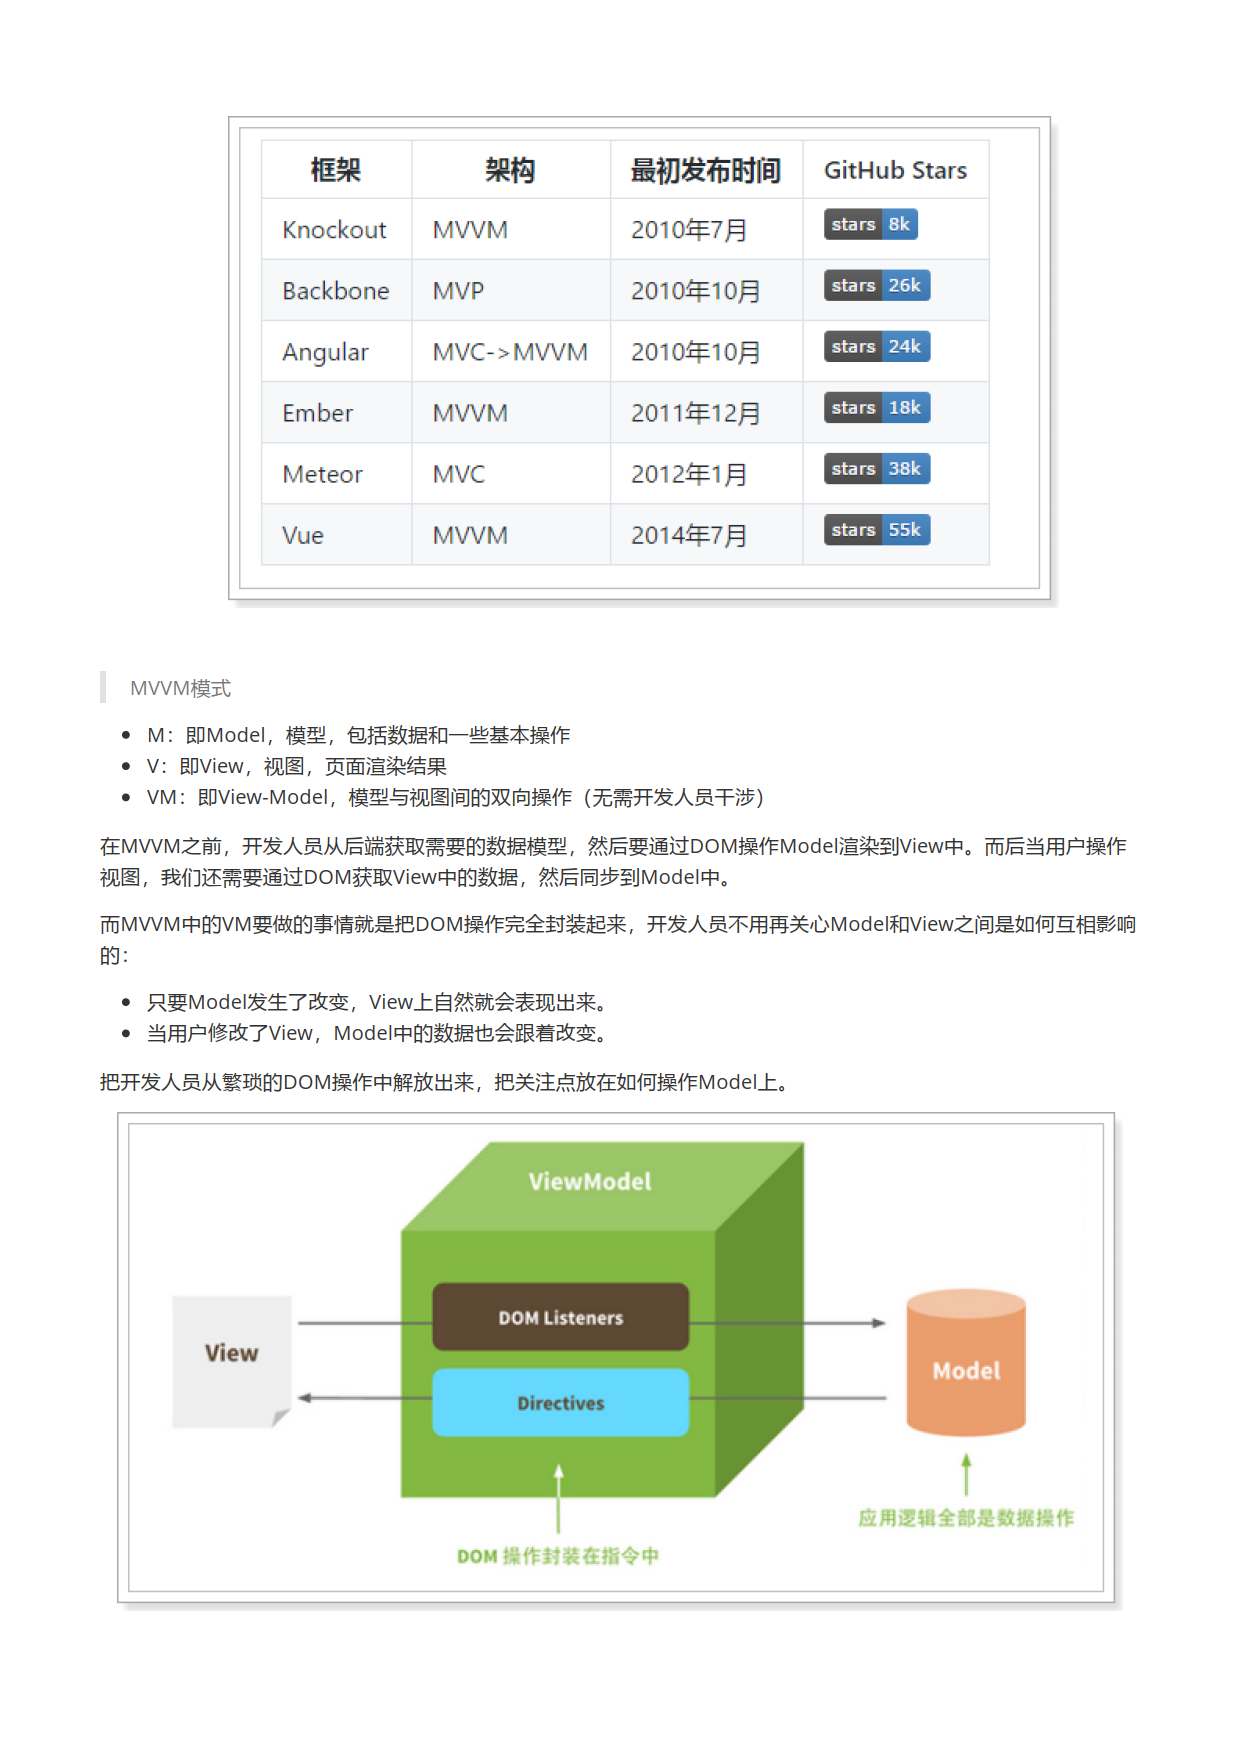 框架 架构 最初发布时间 GitHub Stars
Knockout MVVM 2010年7月 stars 8k
Backbone MVP 2010年10月 stars 26k
Angular MVC->MVVM 2010年10月 stars 24k
Ember MVVM 2011年12月 stars 18k
Meteor MVC 2012年1月 stars 38k
Vue MVVM 2014年7月 stars 55k
MVVM模式
• M：即Model，模型，包括数据和一些基本操作
• V：即View，视图，页面渲染结果
• VM：即View-Model，模型与视图间的双向操作（无需开发人员干涉）
在MVVM之前，开发人员从后端获取需要的数据模型，然后要通过DOM操作Model渲染到View中。而后当用户操作
视图，我们还需要通过DOM获取View中的数据，然后同步到Model中。
而MVVM中的VM要做的事情就是把DOM操作完全封装起来，开发人员不用再关心Model和View之间是如何互相影响
的：
• 只要Model发生了改变，View上自然就会表现出来。
• 当用户修改了View，Model中的数据也会跟着改变。
把开发人员从繁琐的DOM操作中解放出来，把关注点放在如何操作Model上。
ViewModel
DOM Listeners
View
Model
Directives
应用逻辑全部是数据操作
DOM 操作封装在指令中